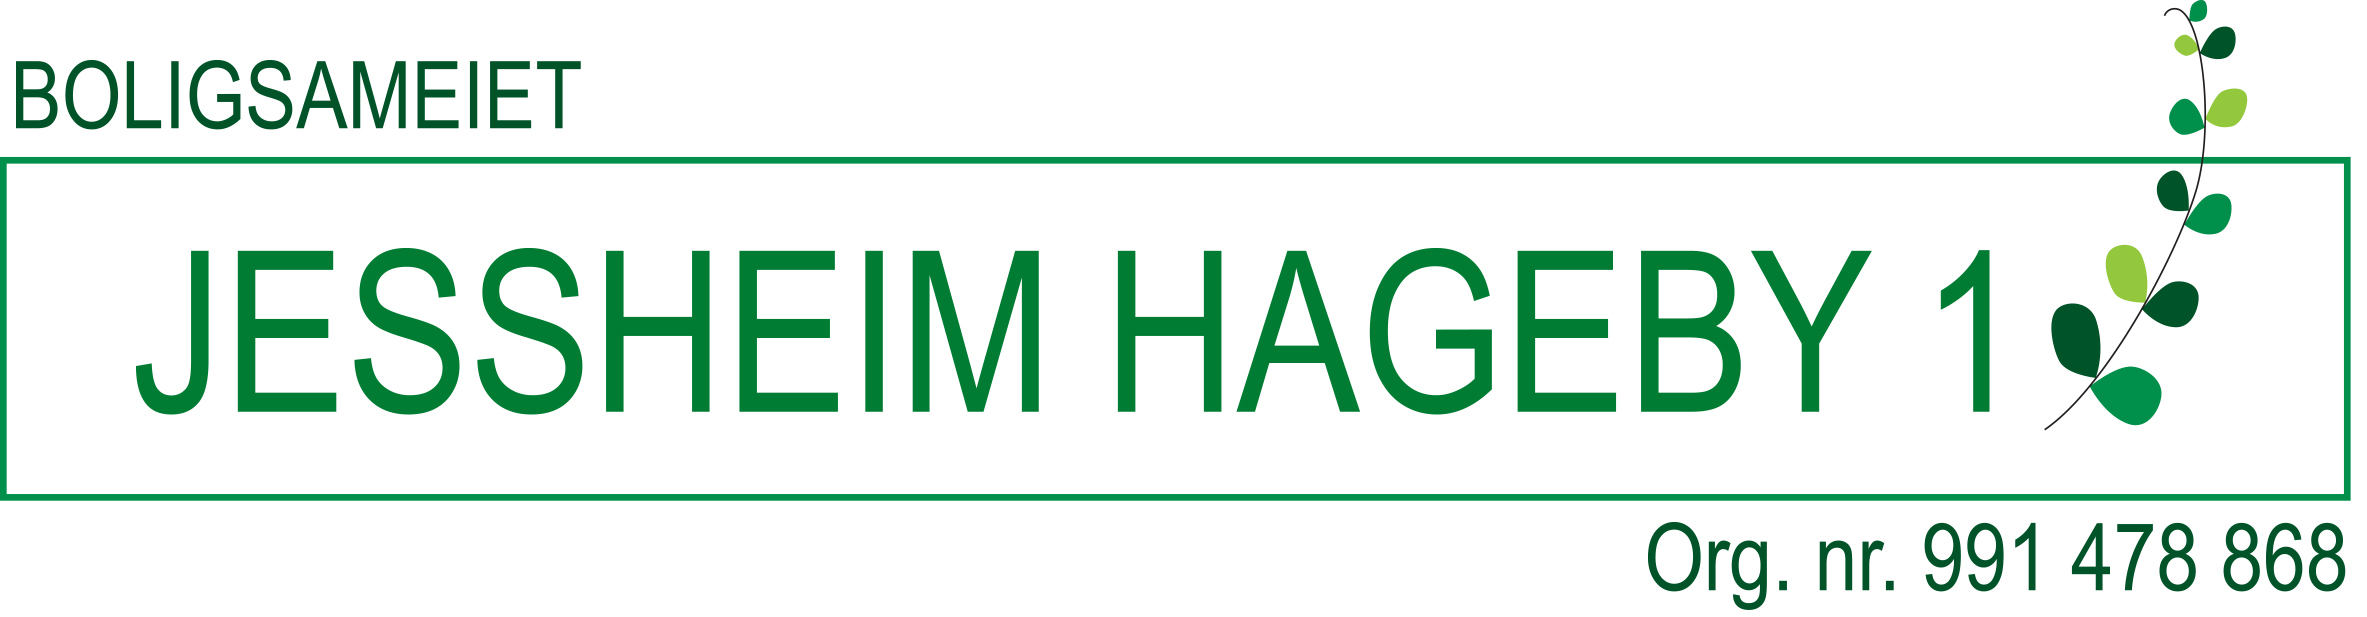 BOLIGSAMEIET
JESSHEIM HAGEBY 1
Org. nr. 991 478 868